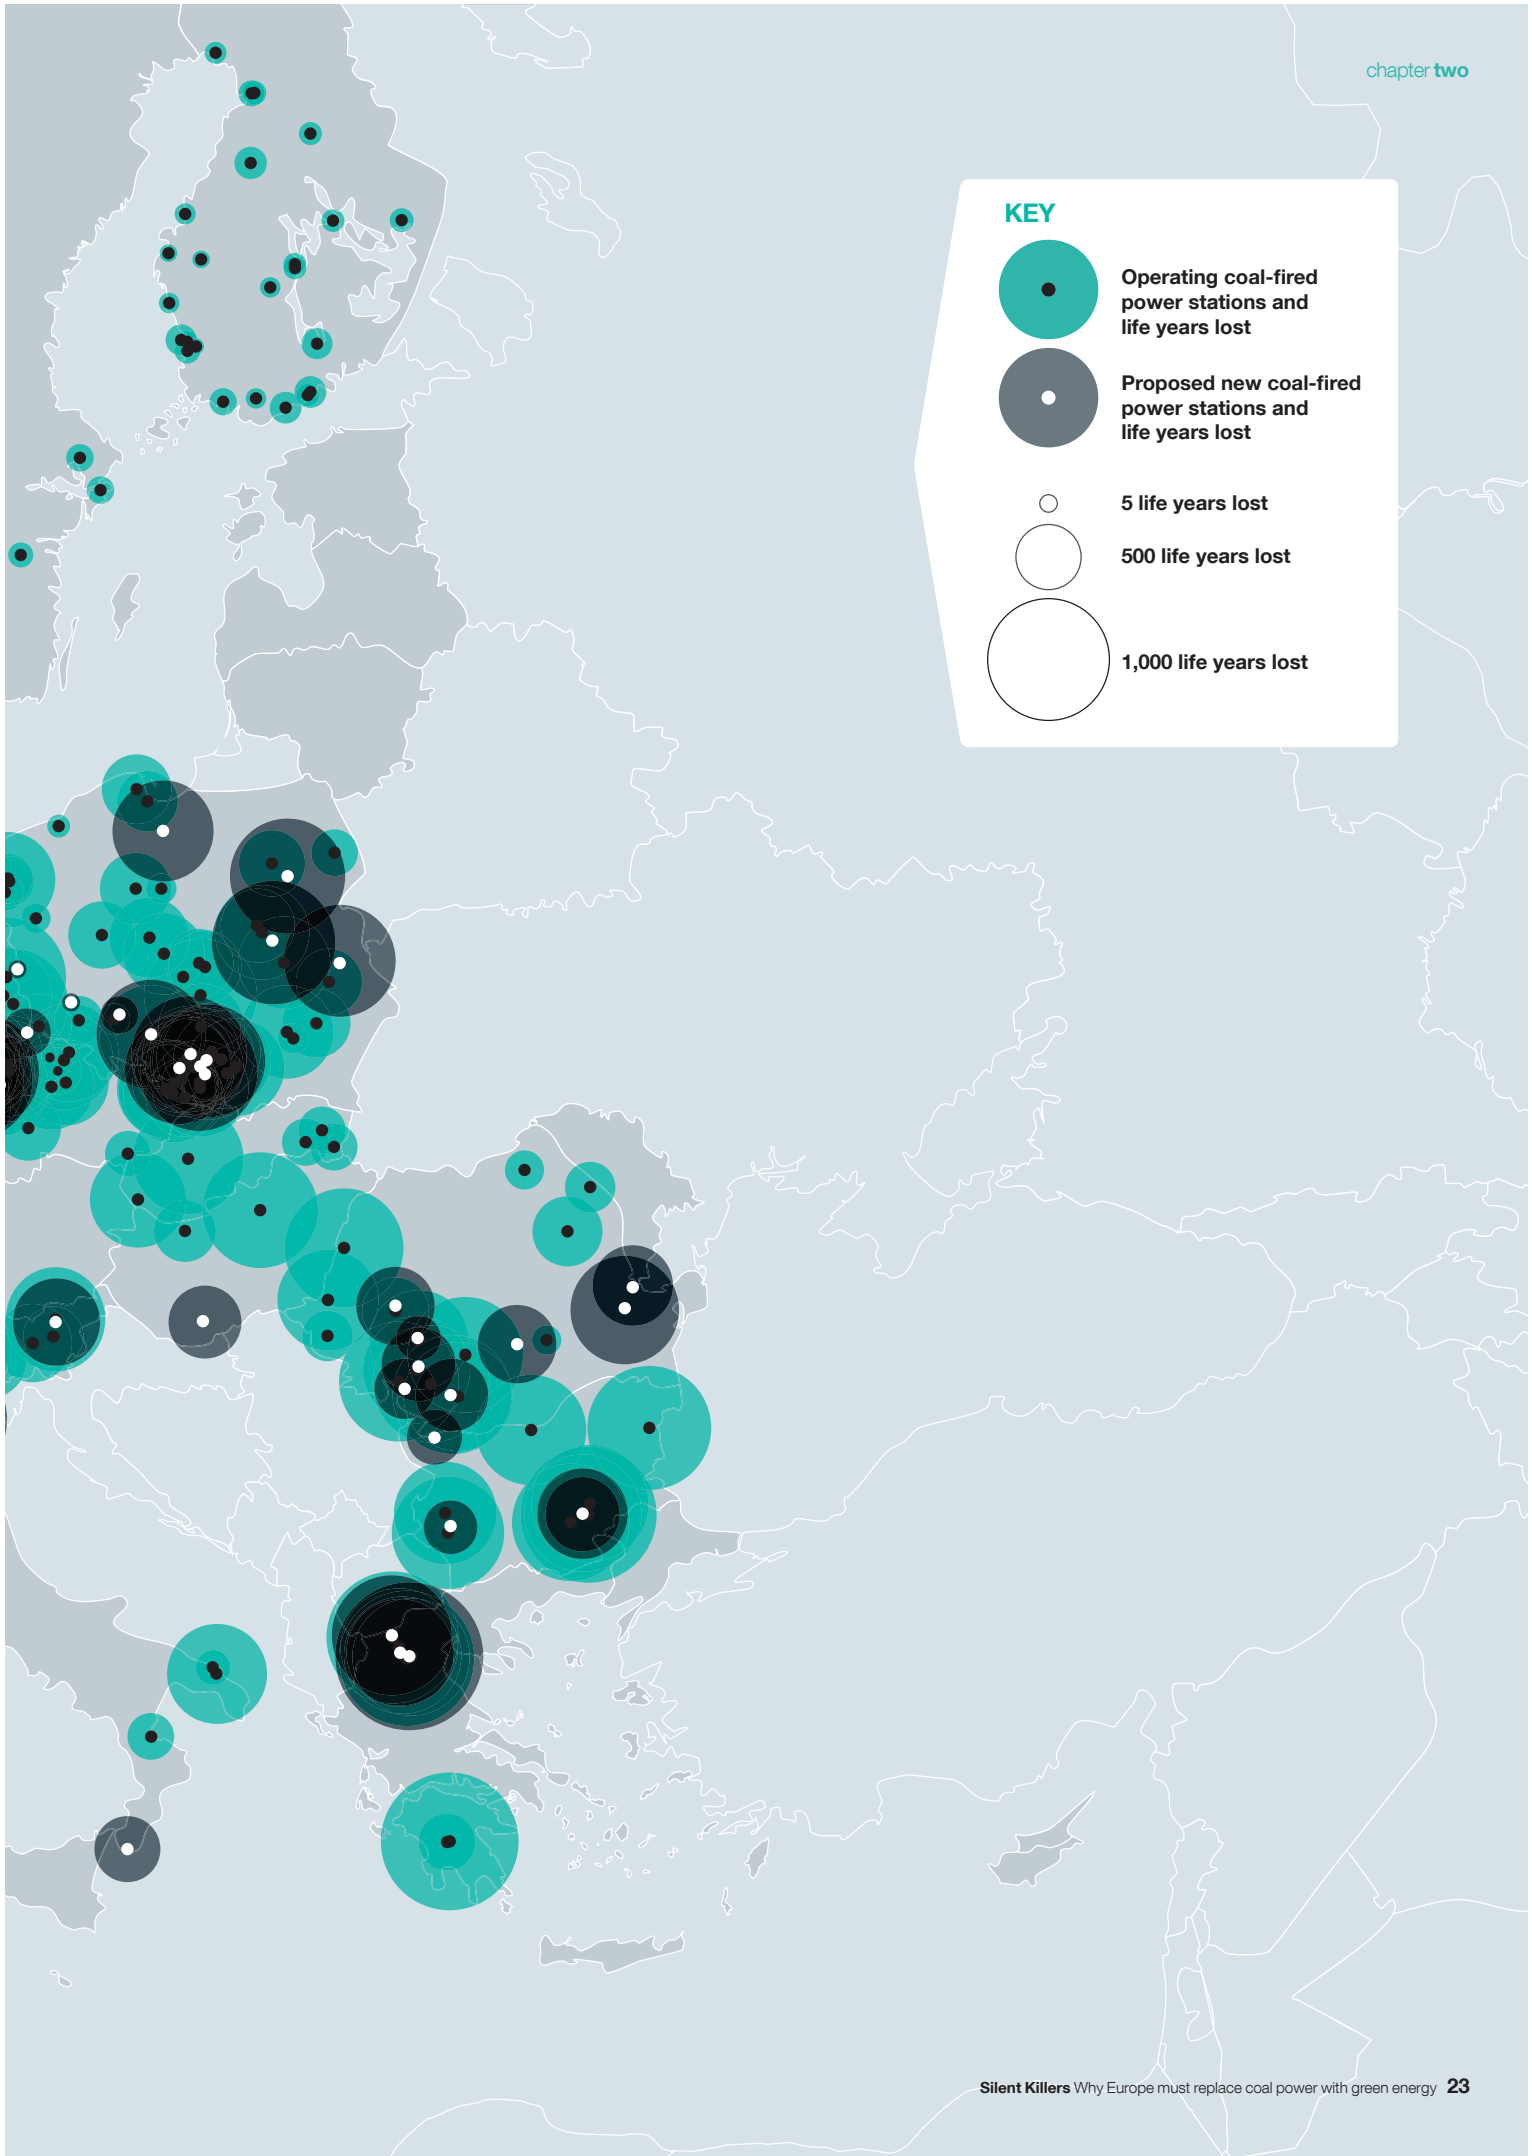 chapter two
KEY
Operating coal-fired
power stations and
life years lost
Proposed new coal-fired
power stations and
life years lost
5 life years lost
500 life years lost
1,000 life years lost
Silent Killers Why Europe must replace coal power with green energy 23